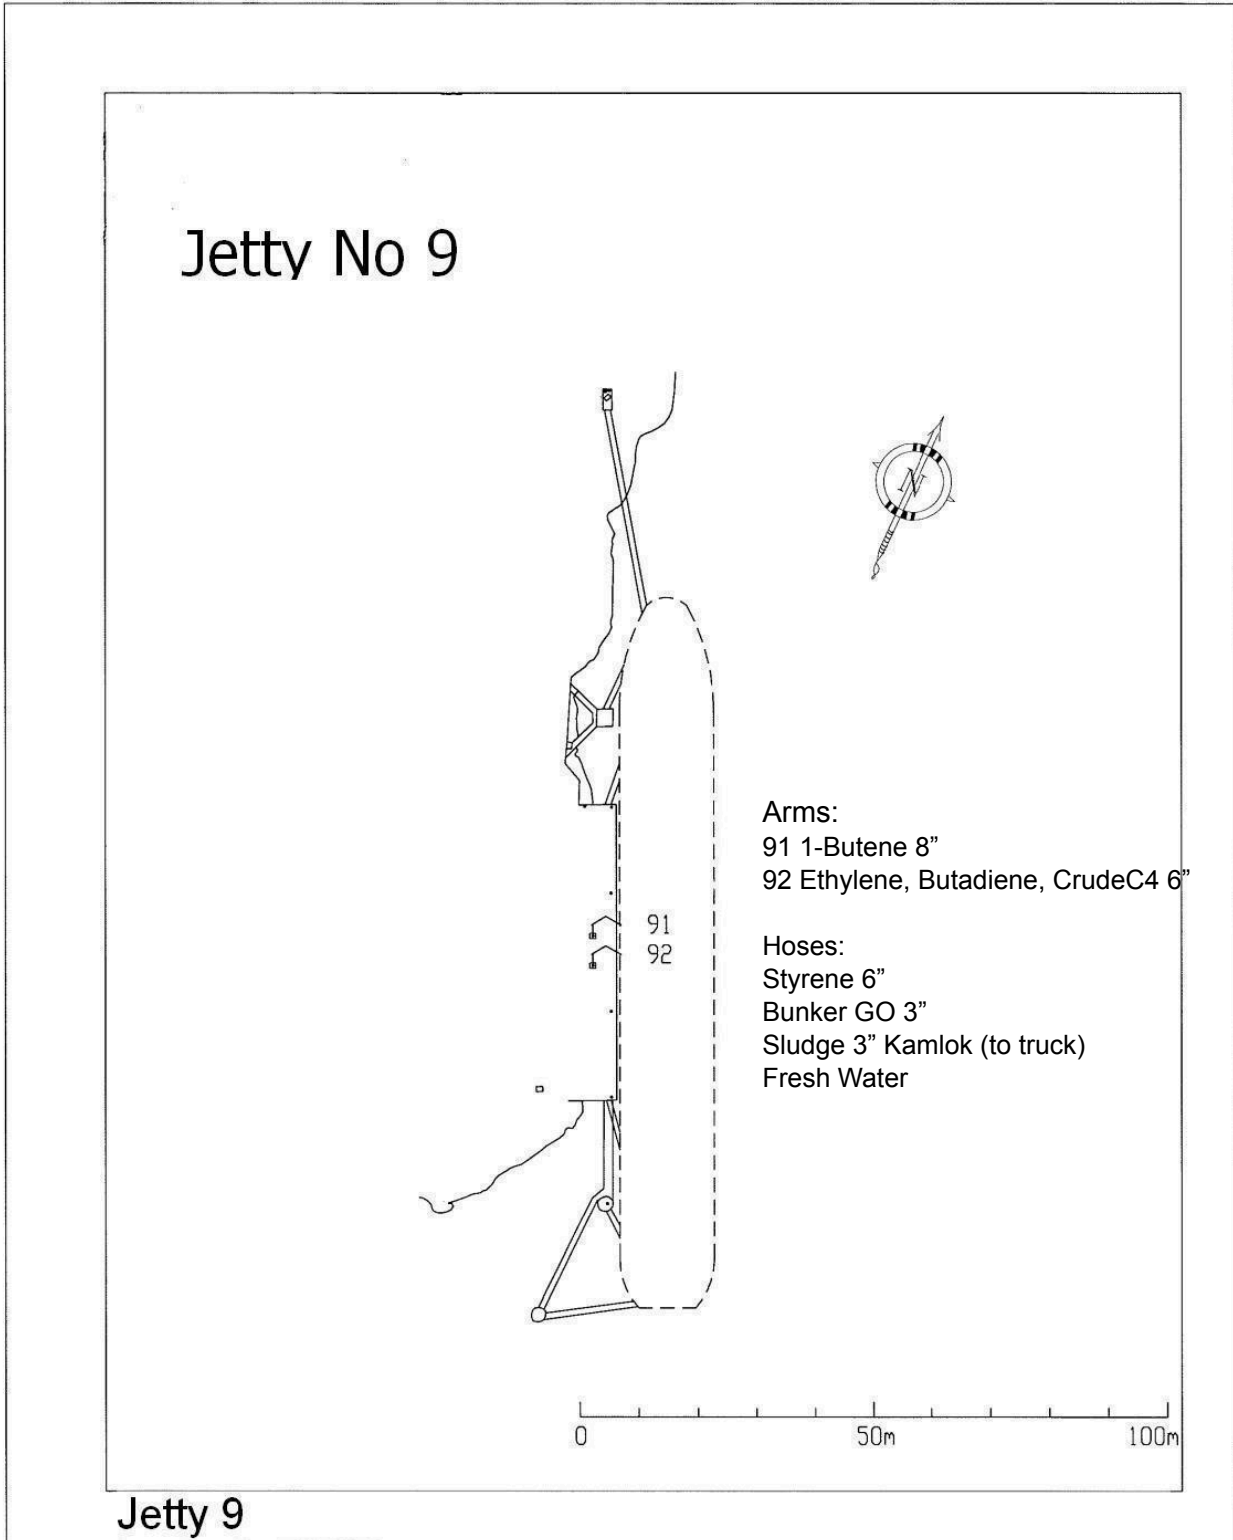 Jetty No 9
N
Arms:
91 1-Butene 8”
92 Ethylene, Butadiene, CrudeC4 6”
91
92
Hoses:
Styrene 6”
Bunker GO 3”
Sludge 3” Kamlok (to truck)
Fresh Water
0 50m 100m
Jetty 9